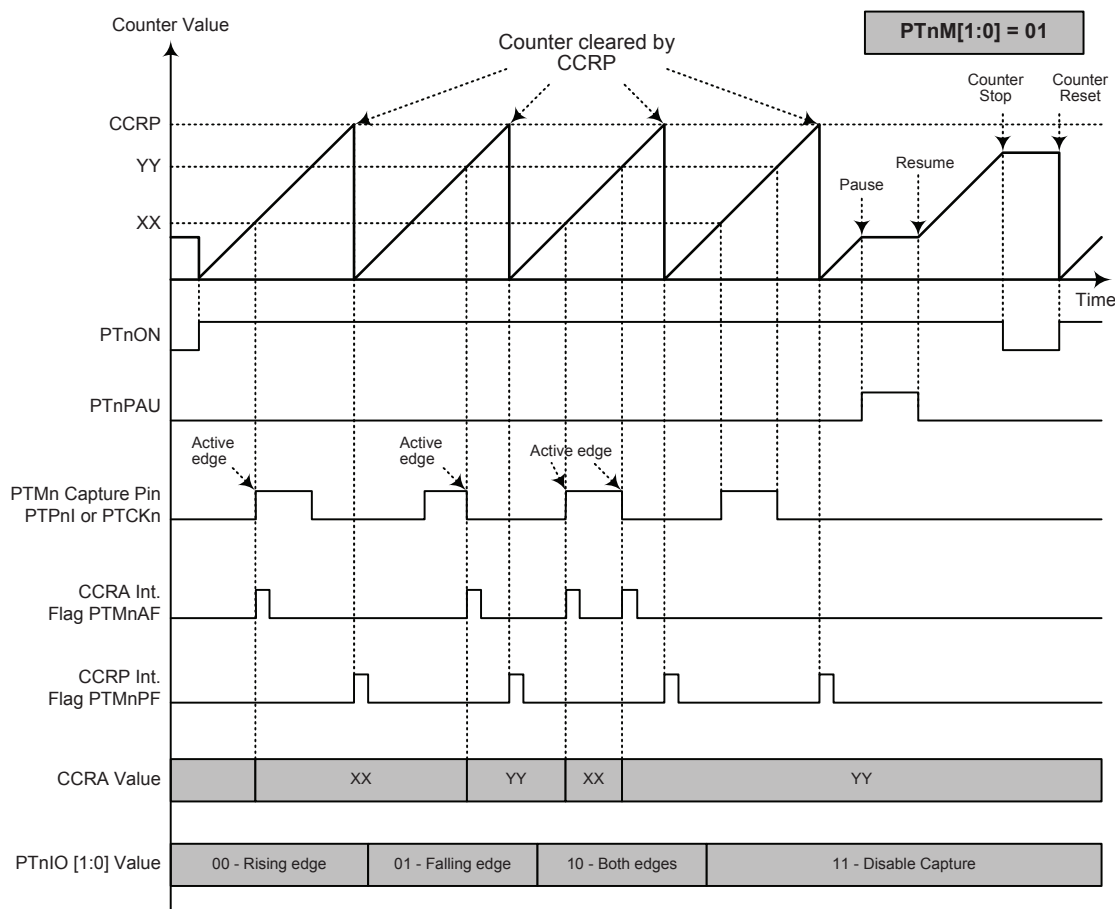 Counter Value
PTnM[1:0] = 01
Counter cleared by
CCRP
Counter
Stop
Counter
Reset
CCRP
YY
Resume
Pause
XX
Time
PTnON
PTnPAU
Active
edge
Active
edge
Active edge
PTMn Capture Pin
PTPnI or PTCKn
CCRA Int.
Flag PTMnAF
CCRP Int.
Flag PTMnPF
CCRA Value
XX
YY
XX
YY
PTnIO [1:0] Value
00 - Rising edge
01 - Falling edge
10 - Both edges
11 - Disable Capture